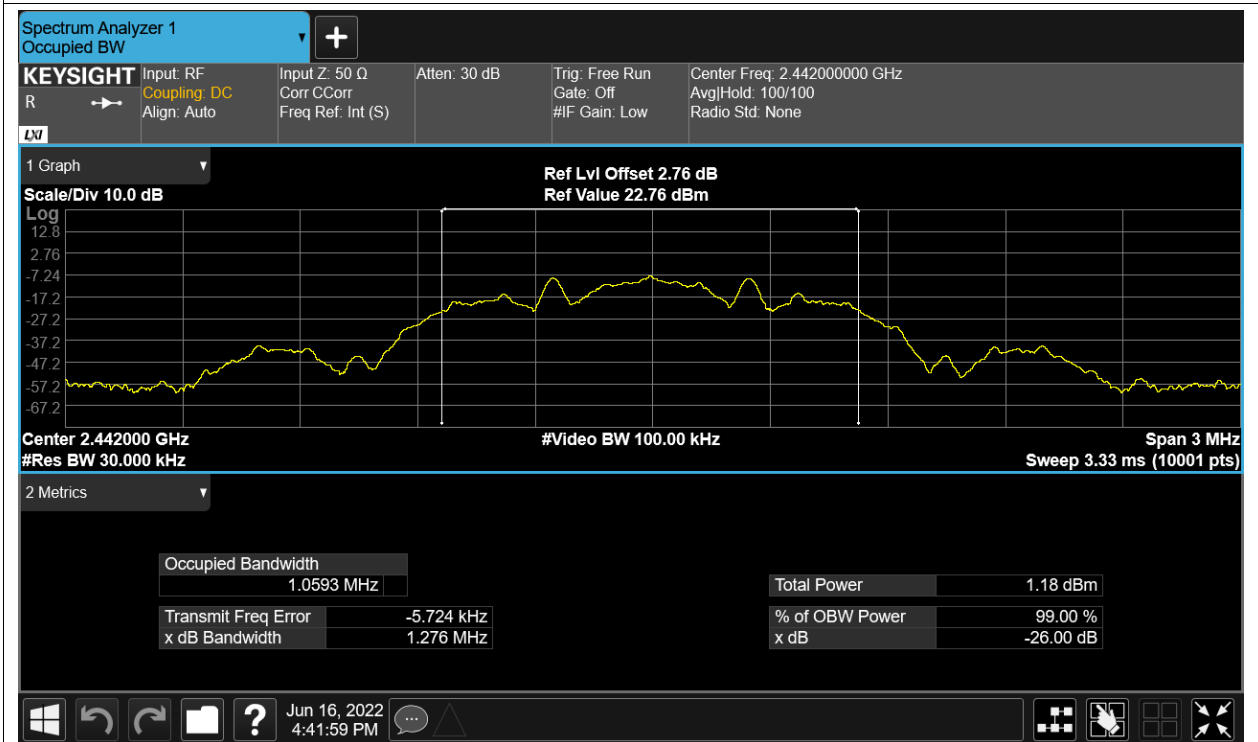 Spectrum Analyzer 1
Occupied BW
KEYSIGHT
R
LXI
Input: RF
Coupling: DC
Align: Auto
Input Z: 50 Ω
Corr CCorr
Freq Ref: Int (S)
Atten: 30 dB
Trig: Free Run
Gate: Off
#IF Gain: Low
Center Freq: 2.442000000 GHz
Avg|Hold: 100/100
Radio Std: None
1 Graph
Scale/Div 10.0 dB
Ref Lvl Offset 2.76 dB
Ref Value 22.76 dBm
Log
12.8
2.76
-7.24
-17.2
-27.2
-37.2
-47.2
-57.2
-67.2
Center 2.442000 GHz
#Res BW 30.000 kHz
#Video BW 100.00 kHz
Span 3 MHz
Sweep 3.33 ms (10001 pts)
2 Metrics
Occupied Bandwidth
1.0593 MHz
Transmit Freq Error -5.724 kHz
x dB Bandwidth 1.276 MHz
Total Power 1.18 dBm
% of OBW Power 99.00 %
x dB -26.00 dB
?
Jun 16, 2022
4:41:59 PM